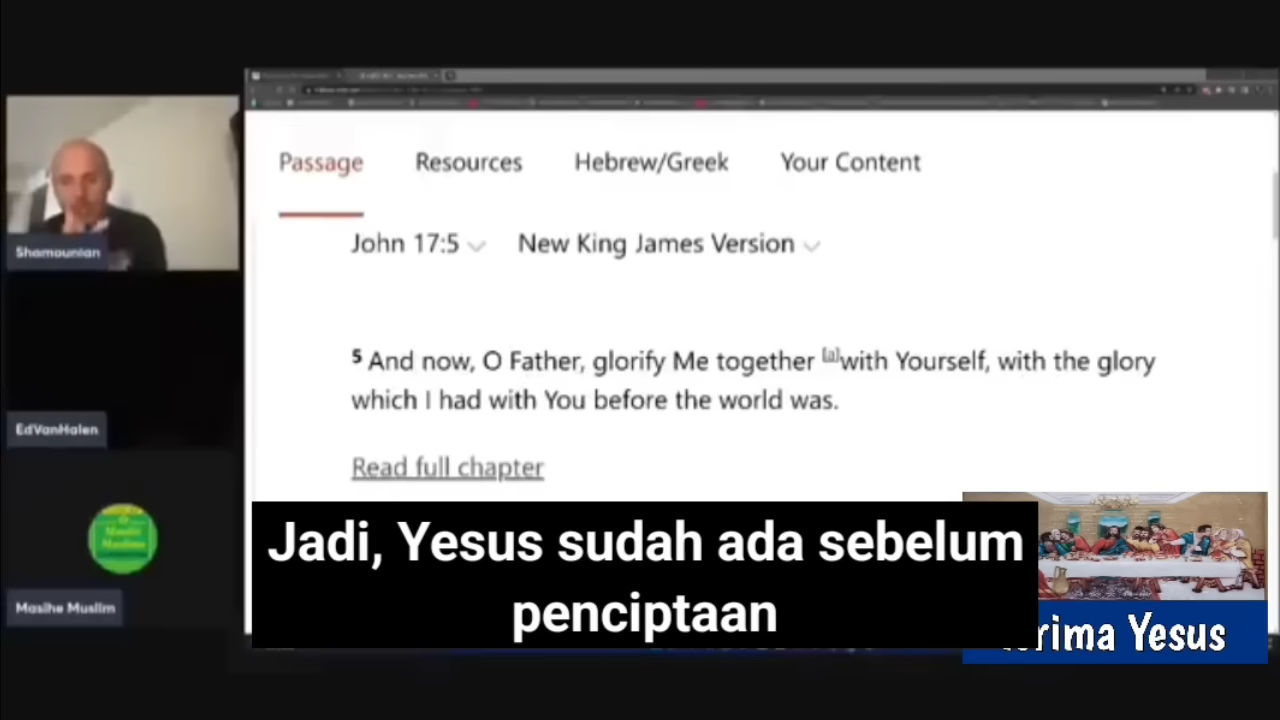 Passage Resources Hebrew/Greek Your Content
John 17:5 New King James Version
5 And now, O Father, glorify Me together [a]with Yourself, with the glory
which I had with You before the world was.
Read full chapter
Shamounian
EdVanHalen
Masihe Muslim
Jadi, Yesus sudah ada sebelum
penciptaan
Yesus